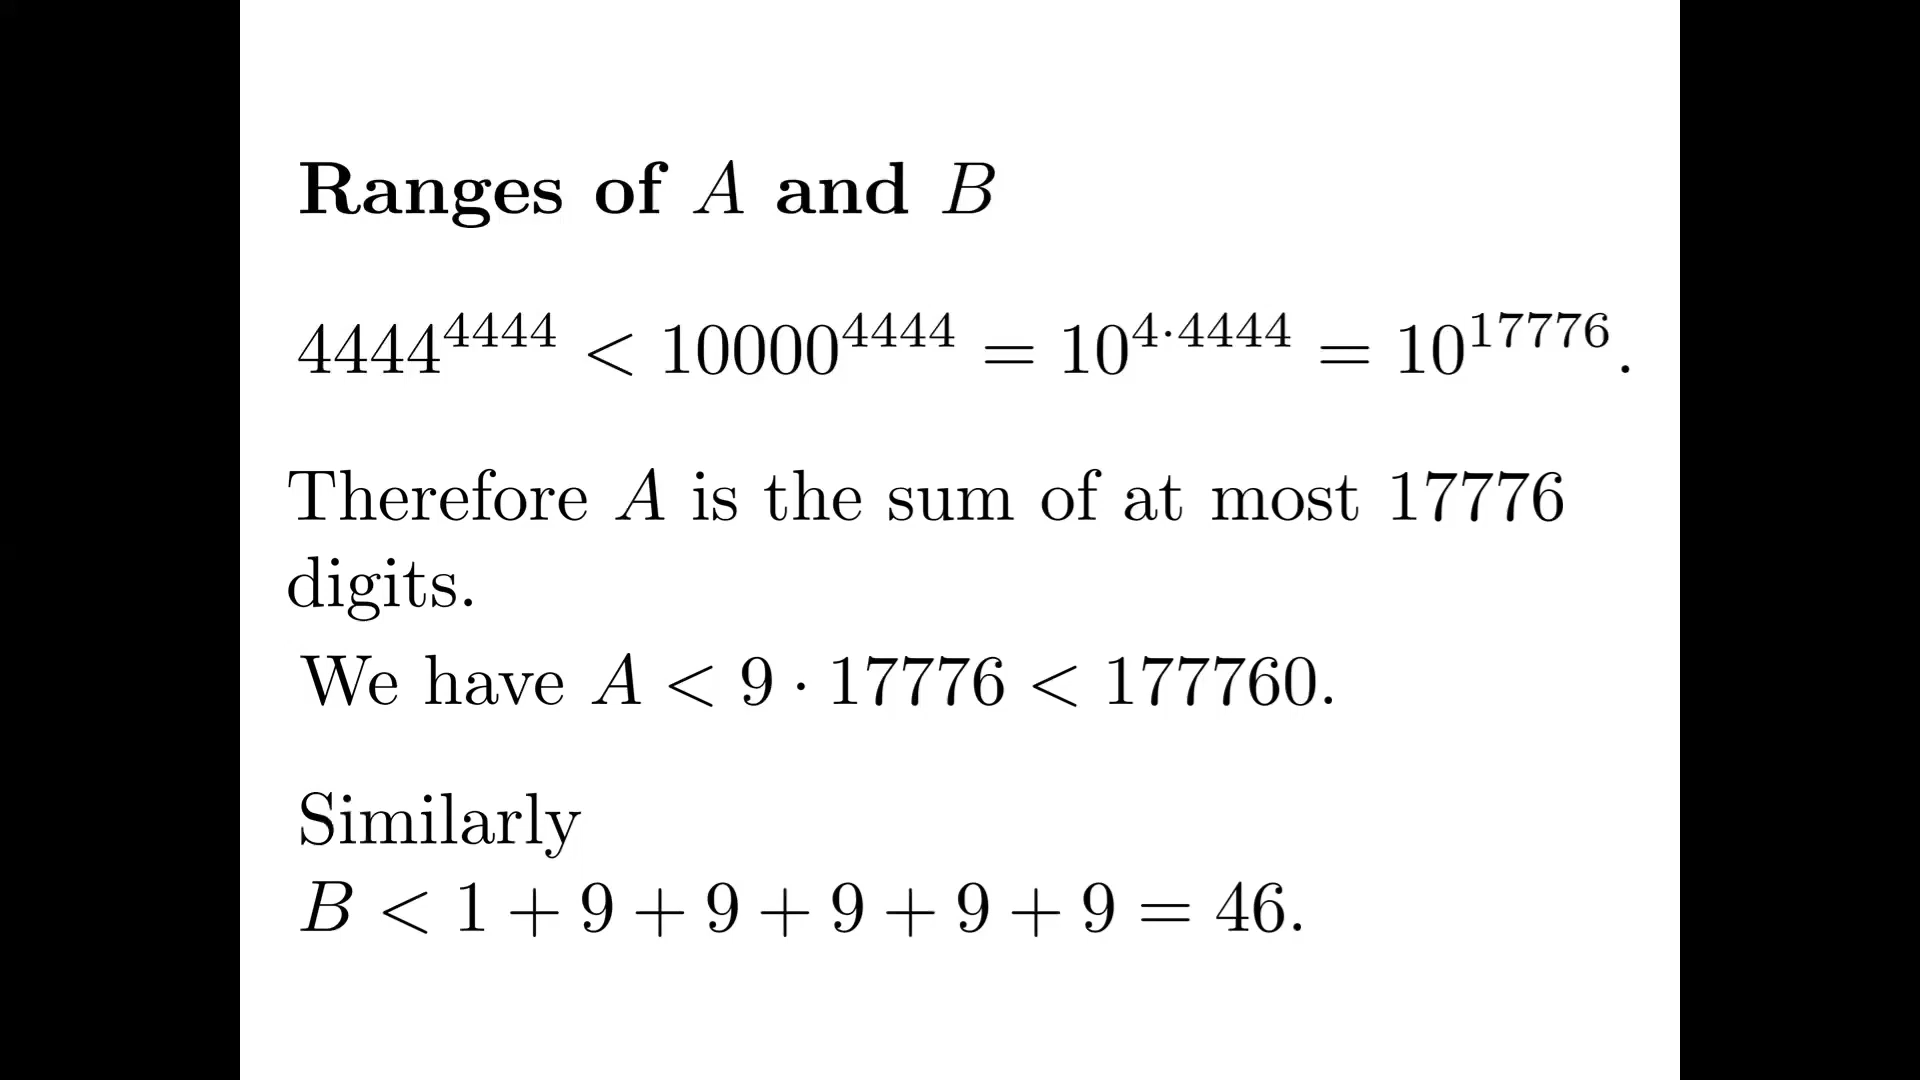 Ranges of A and B
4444^{4444} < 10000^{4444} = 10^{4·4444} = 10^{17776}.
Therefore A is the sum of at most 17776
digits.
We have A < 9 · 17776 < 177760.
Similarly
B < 1 + 9 + 9 + 9 + 9 + 9 = 46.